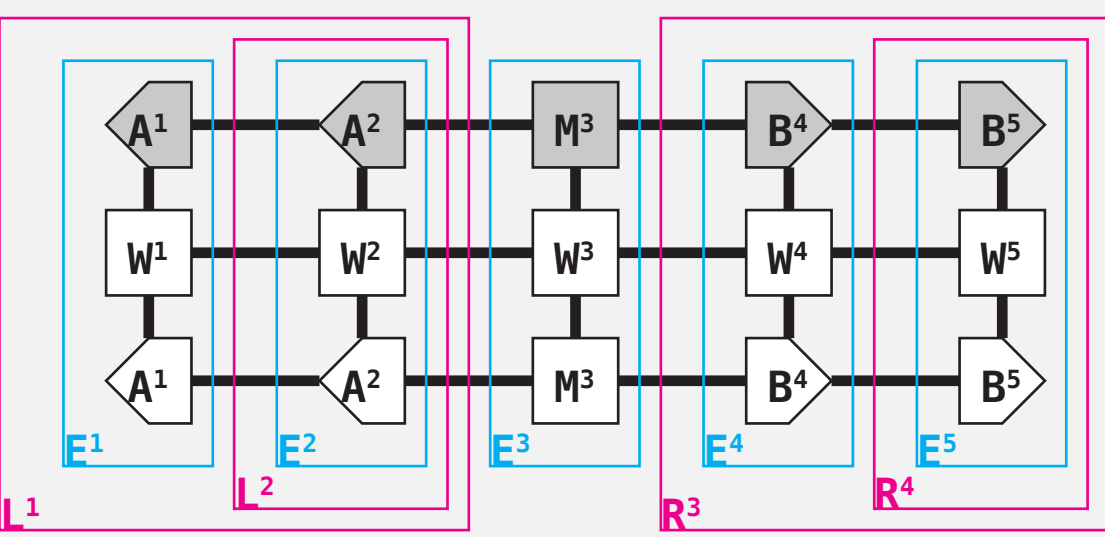 A¹ A² M³ B⁴ B⁵
W¹ W² W³ W⁴ W⁵
A¹ A² M³ B⁴ B⁵
E¹ E² E³ E⁴ E⁵
L² R⁴
L¹ R³